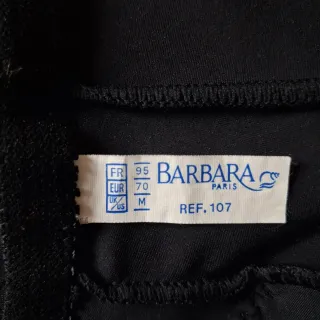 FR 95
EUR 70
UK/US M
BARBARA
PARIS
REF. 107